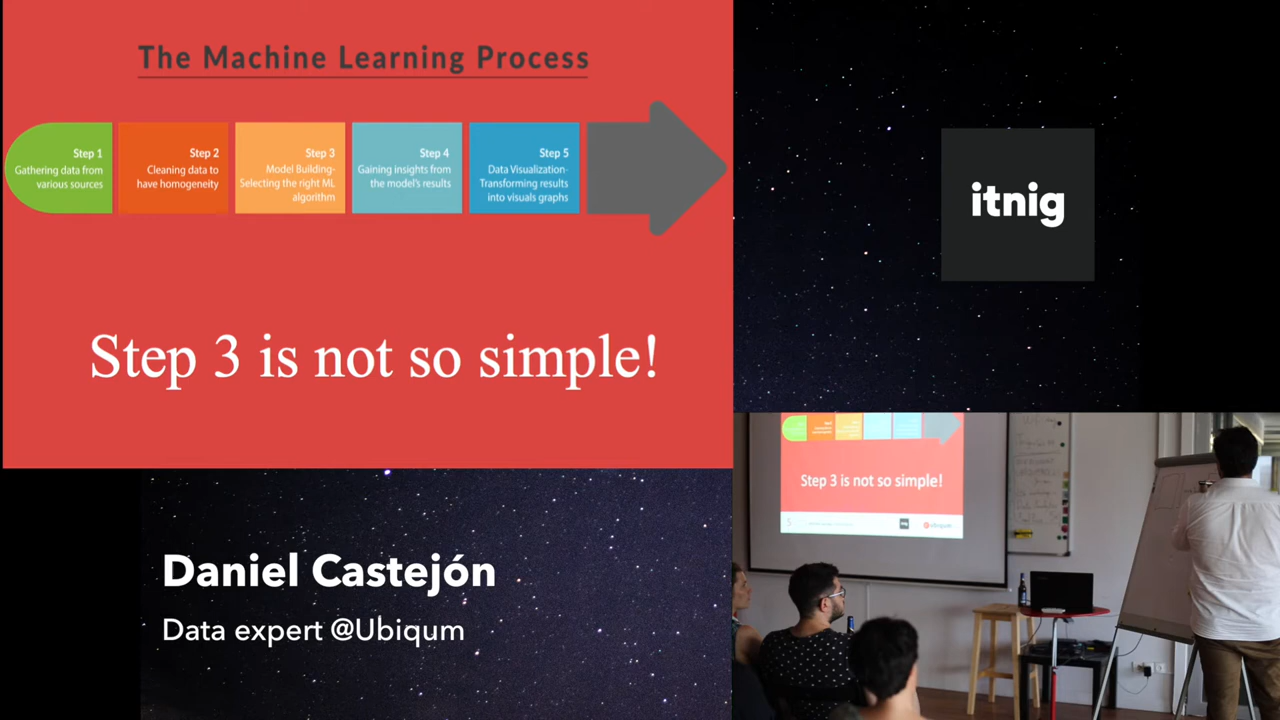 The Machine Learning Process
Step 1
Gathering data from
various sources
Step 2
Cleaning data to
have homogeneity
Step 3
Model Building-
Selecting the right ML
algorithm
Step 4
Gaining insights from
the model's results
Step 5
Data Visualization-
Transforming results
into visuals graphs
Step 3 is not so simple!
itnig
Daniel Castejón
Data expert @Ubiqum
Step 3 is not so simple!
5
ubiqum